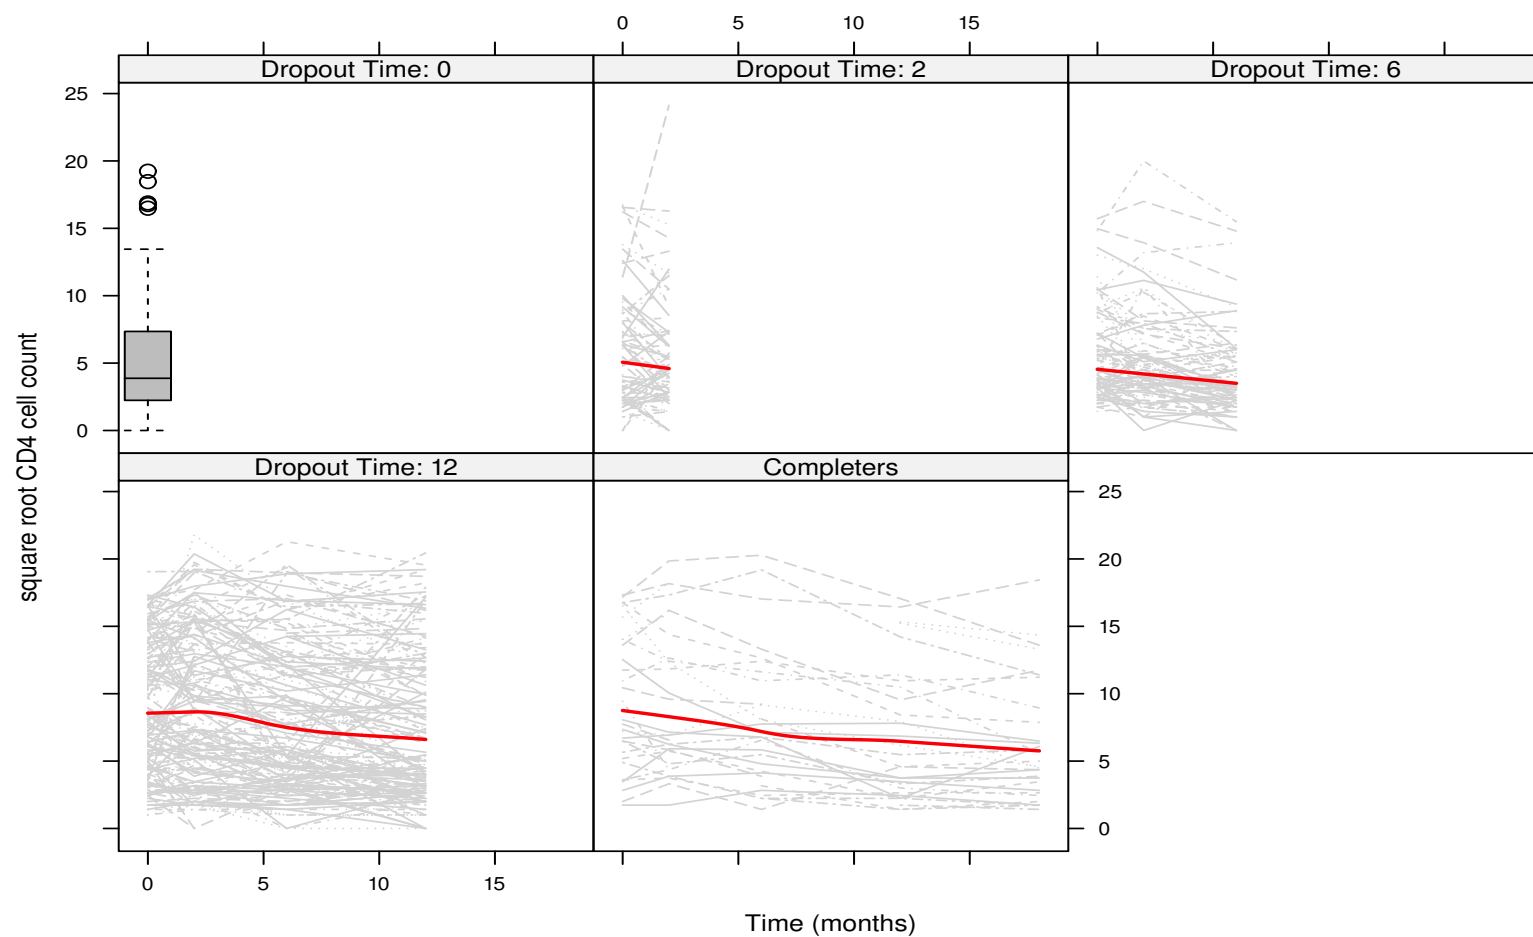 0 5 10 15
Dropout Time: 0 Dropout Time: 2 Dropout Time: 6
25
20
15
10
5
0
square root CD4 cell count
Dropout Time: 12 Completers
25
20
15
10
5
0
0 5 10 15
Time (months)